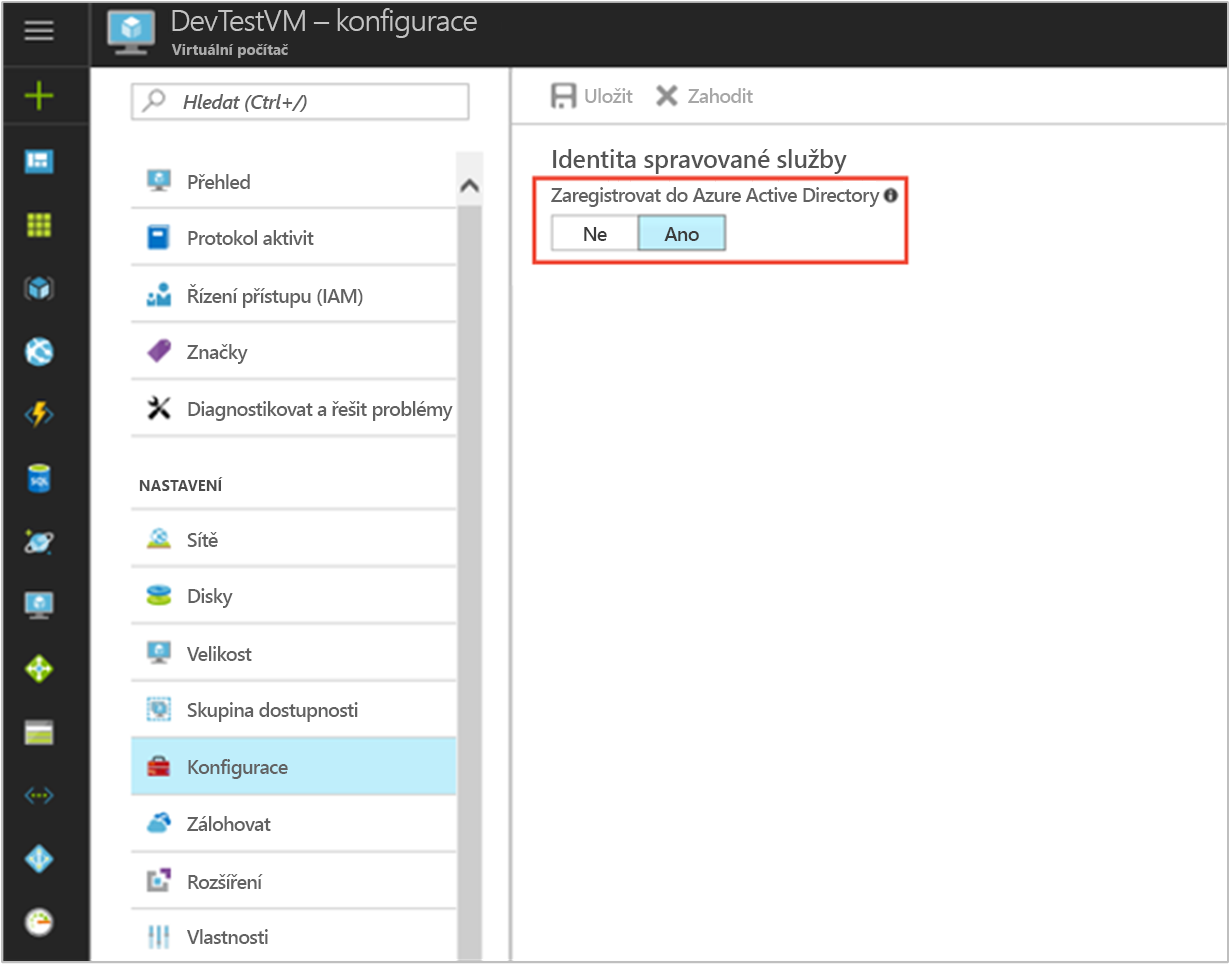 DevTestVM – konfigurace
Virtuální počítač
Hledat (Ctrl+/)
Přehled
Protokol aktivit
Řízení přístupu (IAM)
Značky
Diagnostikovat a řešit problémy
NASTAVENÍ
Sítě
Disky
Velikost
Skupina dostupnosti
Konfigurace
Zálohovat
Rozšíření
Vlastnosti
Uložit
Zahodit
Identita spravované služby
Zaregistrovat do Azure Active Directory
Ne
Ano
SQL